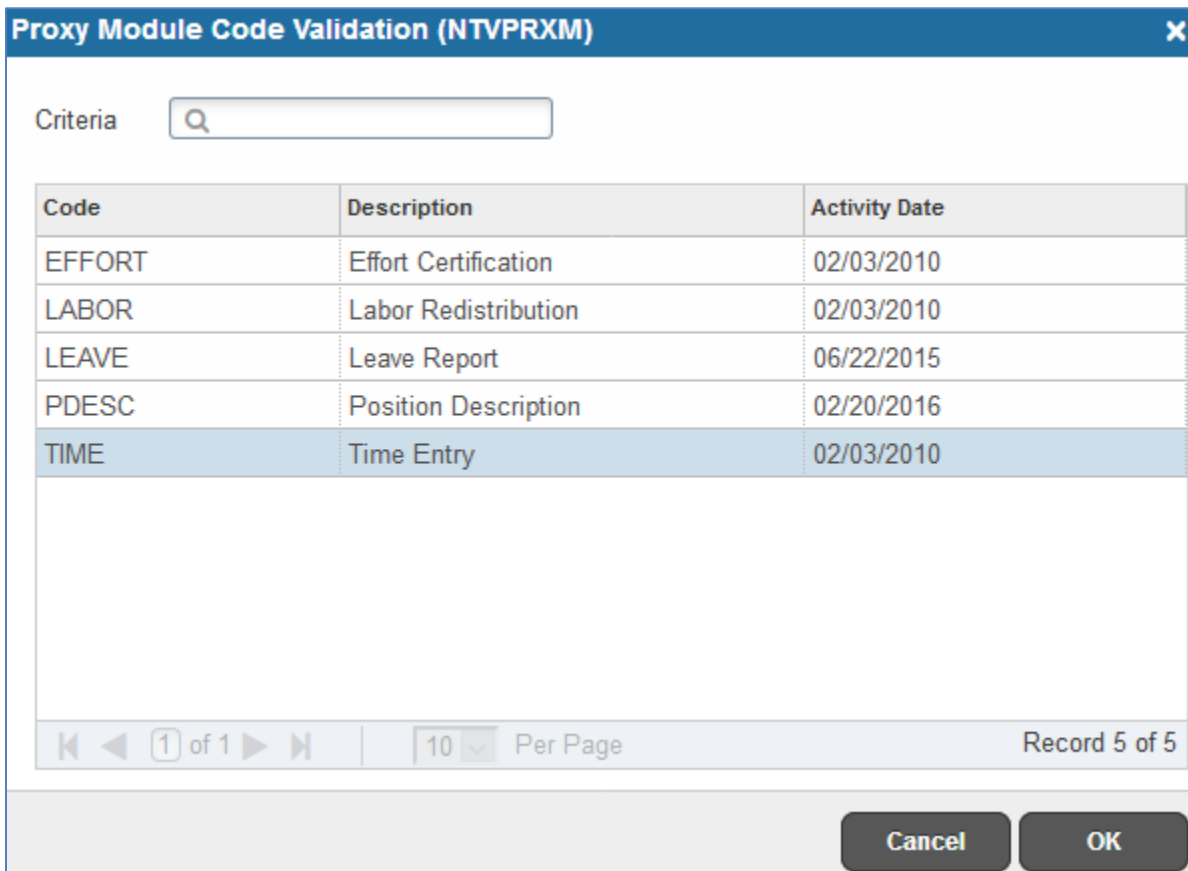 Proxy Module Code Validation (NTVPRXM)
Criteria
Code Description Activity Date
EFFORT Effort Certification 02/03/2010
LABOR Labor Redistribution 02/03/2010
LEAVE Leave Report 06/22/2015
PDESC Position Description 02/20/2016
TIME Time Entry 02/03/2010
1 of 1 10 Per Page Record 5 of 5
Cancel OK